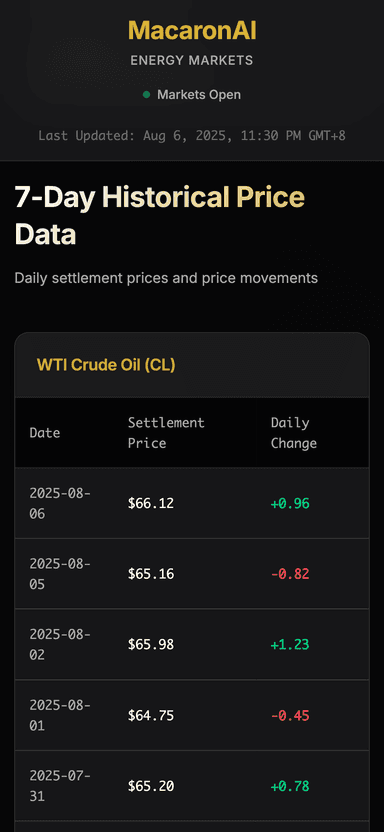 MacaronAI
ENERGY MARKETS
Markets Open
Last Updated: Aug 6, 2025, 11:30 PM GMT+8
7-Day Historical Price
Data
Daily settlement prices and price movements
WTI Crude Oil (CL)
Date Settlement Price Daily Change
2025-08-06 $66.12 +0.96
2025-08-05 $65.16 -0.82
2025-08-02 $65.98 +1.23
2025-08-01 $64.75 -0.45
2025-07-31 $65.20 +0.78